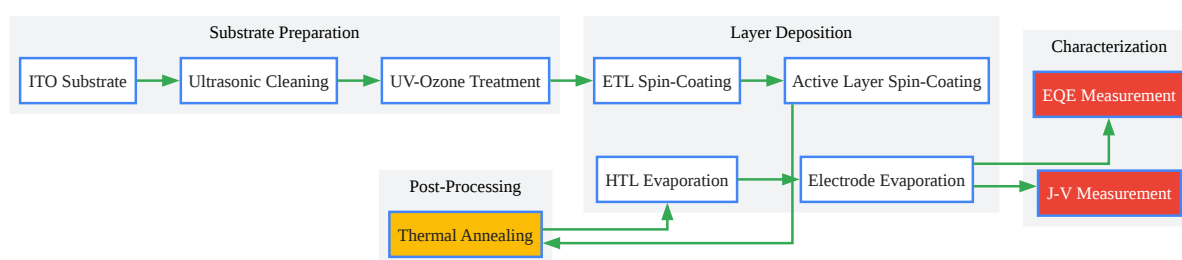 Substrate Preparation
ITO Substrate
Ultrasonic Cleaning
UV-Ozone Treatment
Layer Deposition
ETL Spin-Coating
Active Layer Spin-Coating
HTL Evaporation
Electrode Evaporation
Post-Processing
Thermal Annealing
Characterization
EQE Measurement
J-V Measurement